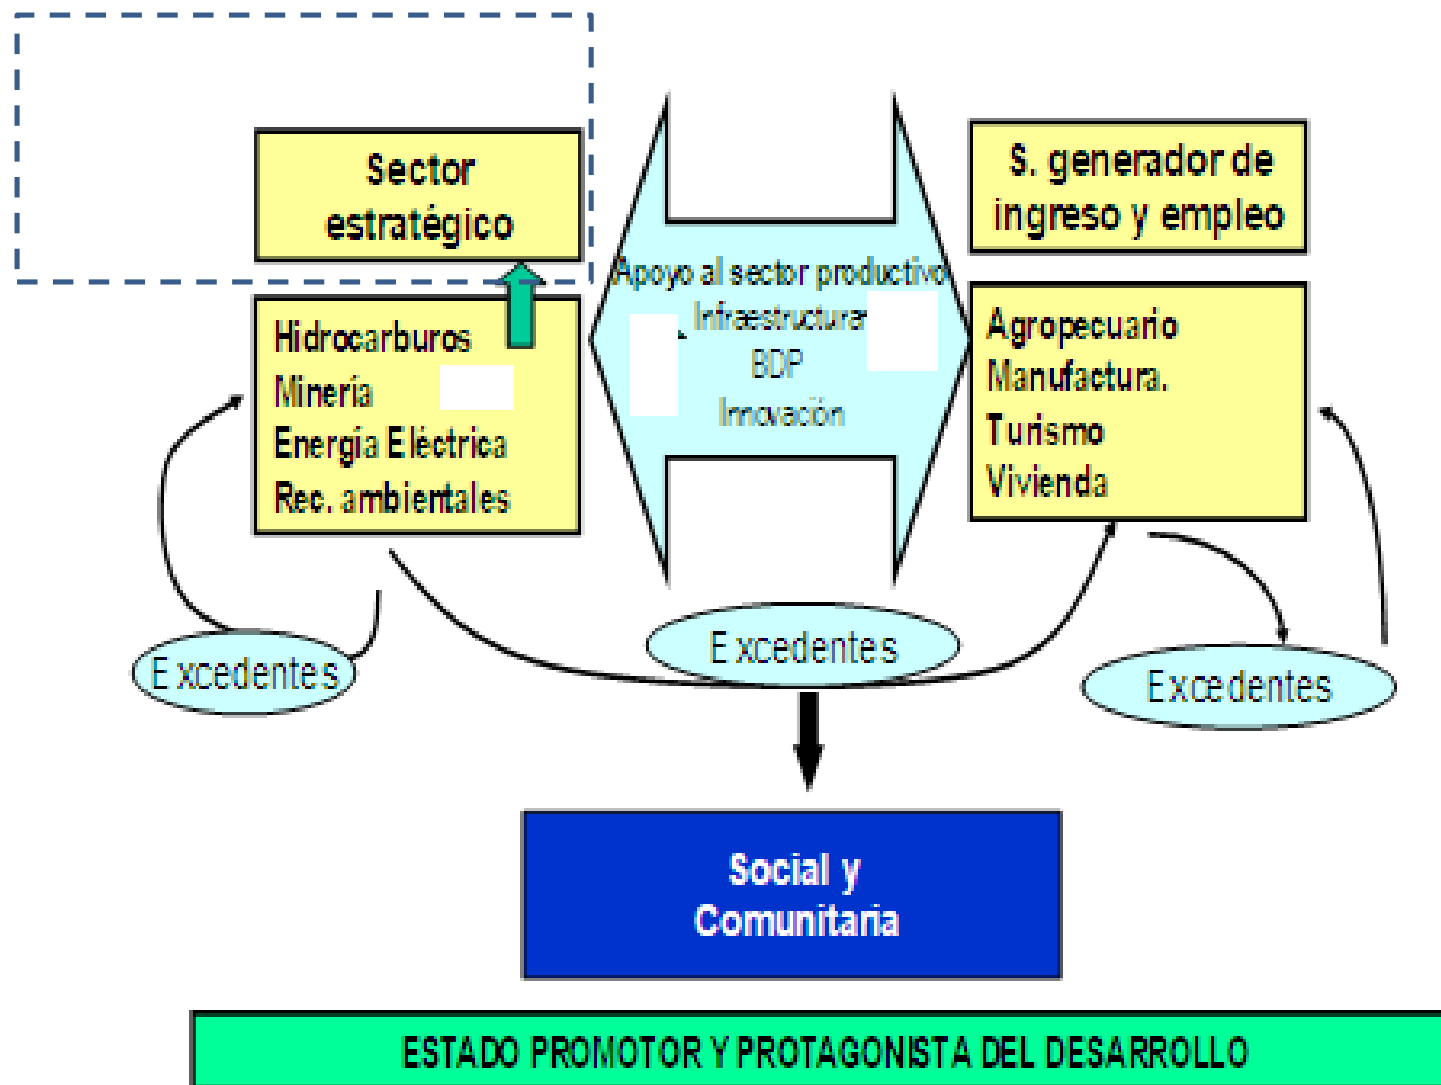 Sector
estratégico
Hidrocarburos
Minería
Energía Eléctrica
Rec. ambientales
Apoyo al sector productivo
Infraestructura
BDP
Innovación
S. generador de
ingreso y empleo
Agropecuario
Manufactura.
Turismo
Vivienda
Excedentes
Excedentes
Excedentes
Social y
Comunitaria
ESTADO PROMOTOR Y PROTAGONISTA DEL DESARROLLO